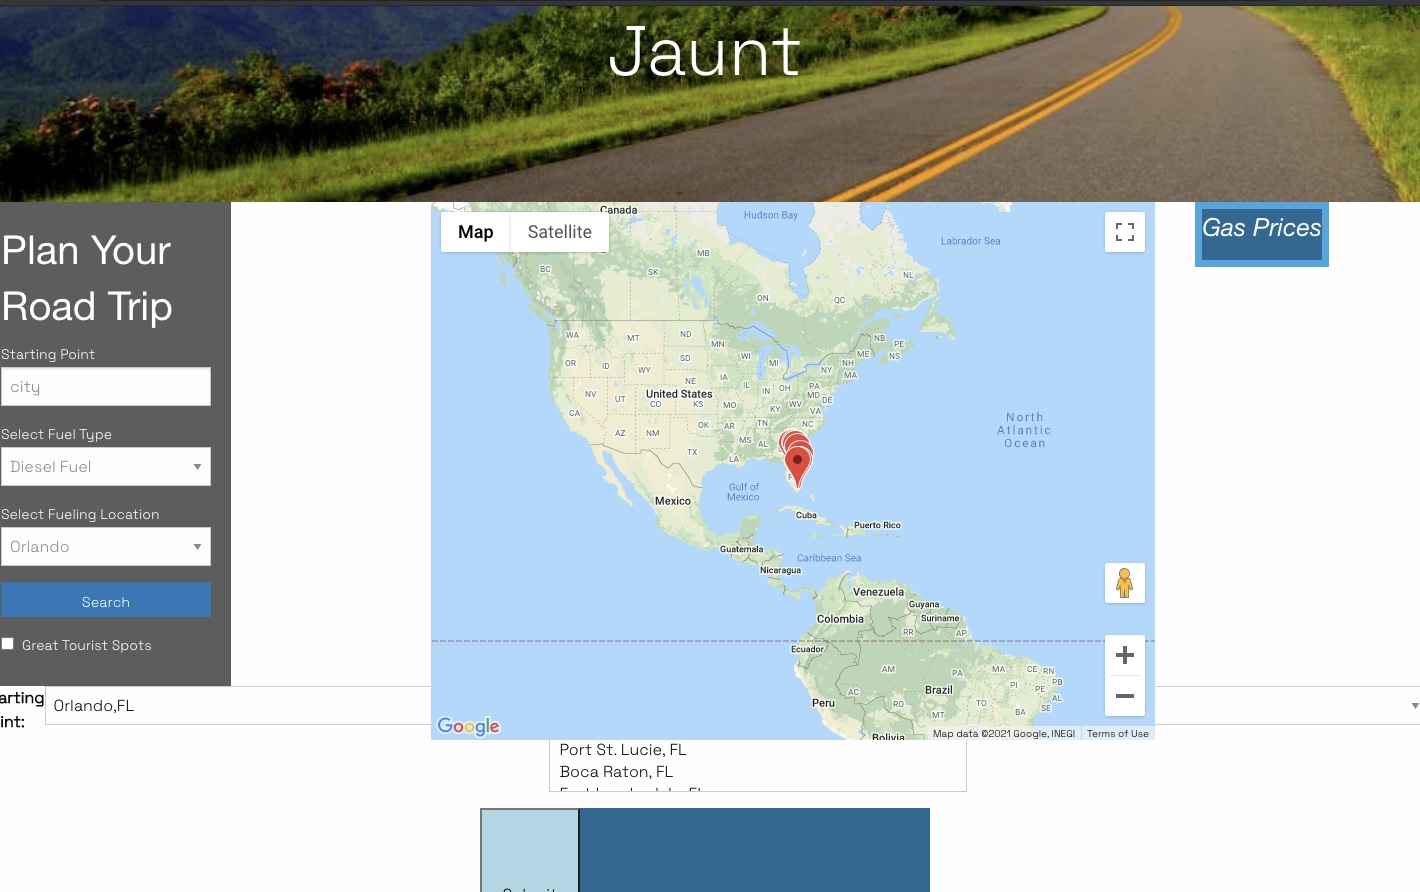 Jaunt
Plan Your
Road Trip
Starting Point
city
Select Fuel Type
Diesel Fuel
Select Fueling Location
Orlando
Search
Great Tourist Spots
arting
int:
Orlando,FL
Map
Satellite
Canada
Hudson Bay
Labrador Sea
BC
SK
MB
ON
QC
NL
NB
PE
NS
ME
WA
MT
ND
MN
OR
ID
WY
SD
WI
MI
NY
NH
MA
NE
IA
IL
IN
OH
PA
MD
DE
NV
UT
CO
United States
KS
MO
KY
WV
VA
CA
AZ
NM
OK
AR
TN
NC
MS
AL
TX
LA
North
Atlantic
Ocean
Gulf of
Mexico
Mexico
Cuba
Puerto Rico
Guatemala
Caribbean Sea
Nicaragua
Venezuela
Guyana
Suriname
Colombia
RR
AP
Ecuador
AM
PA
MA
CE
RN
PB
PI
PE
AL
AC
RO
TO
SE
Brazil
BA
Peru
MT
Bolivia
Google
Map data ©2021 Google, INEGI
Terms of Use
Gas Prices
Port St. Lucie, FL
Boca Raton, FL